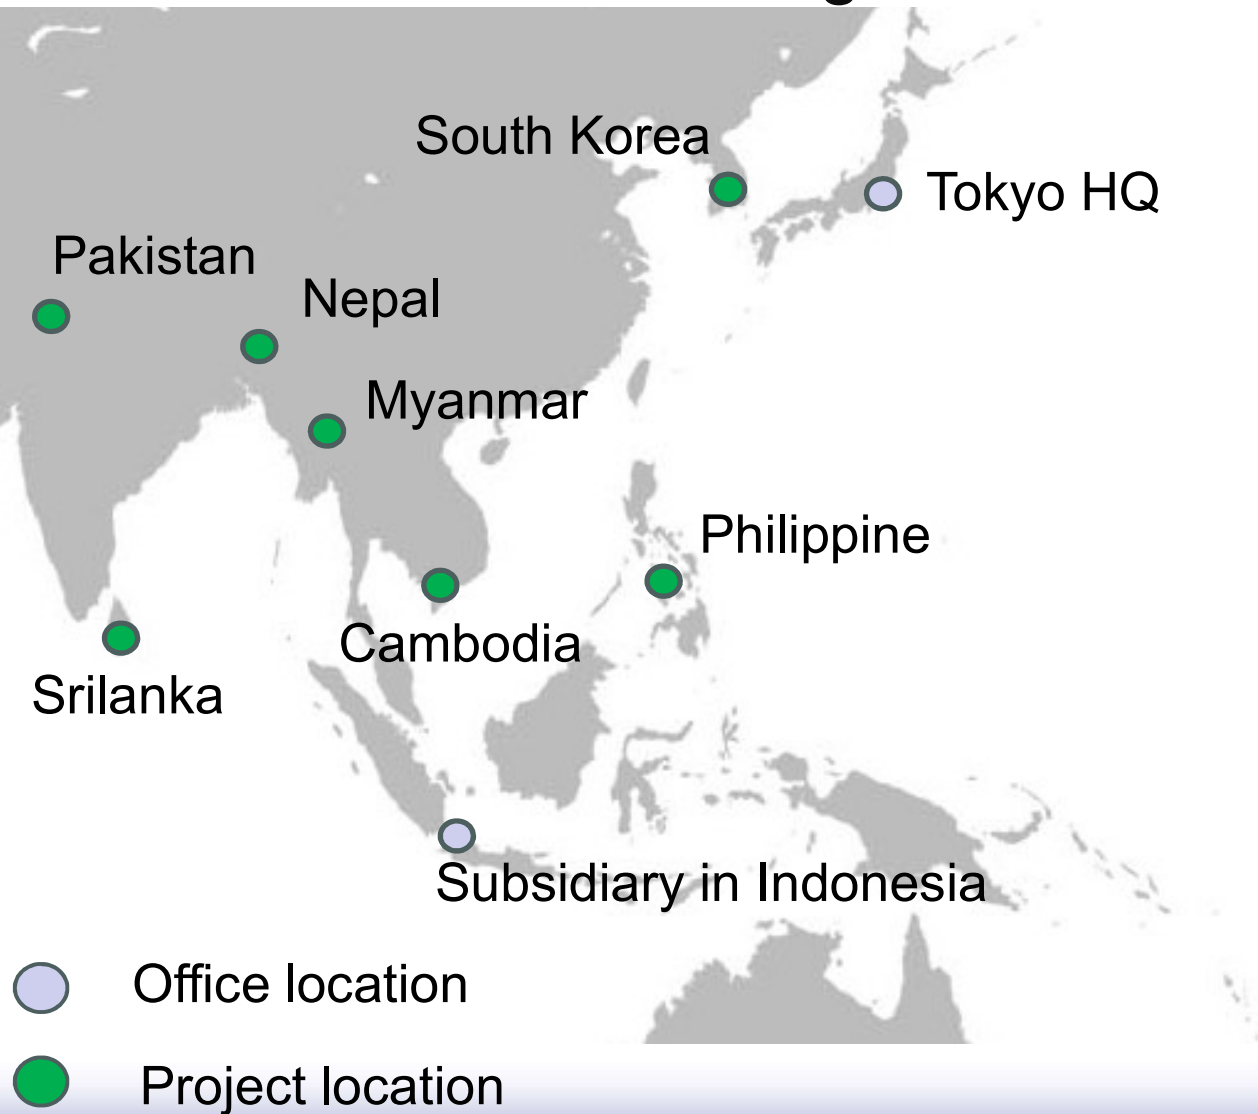 South Korea
Tokyo HQ
Pakistan
Nepal
Myanmar
Philippine
Cambodia
Srilanka
Subsidiary in Indonesia
Office location
Project location